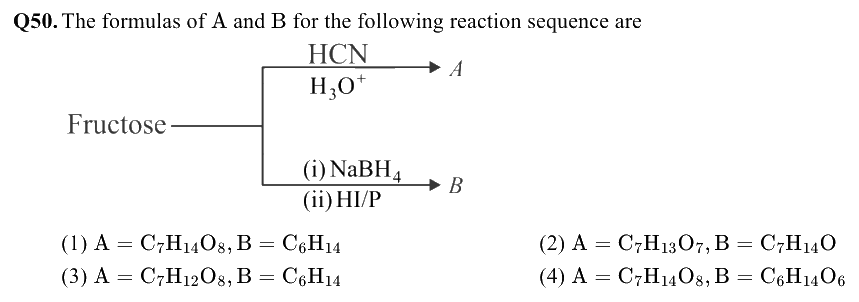 Q50. The formulas of A and B for the following reaction sequence are
HCN
H₃O⁺
A
Fructose
(i) NaBH₄
(ii) HI/P
B
(1) A = C₇H₁₄O₈, B = C₆H₁₄
(2) A = C₇H₁₃O₇, B = C₇H₁₄O
(3) A = C₇H₁₂O₈, B = C₆H₁₄
(4) A = C₇H₁₄O₈, B = C₆H₁₄O₆